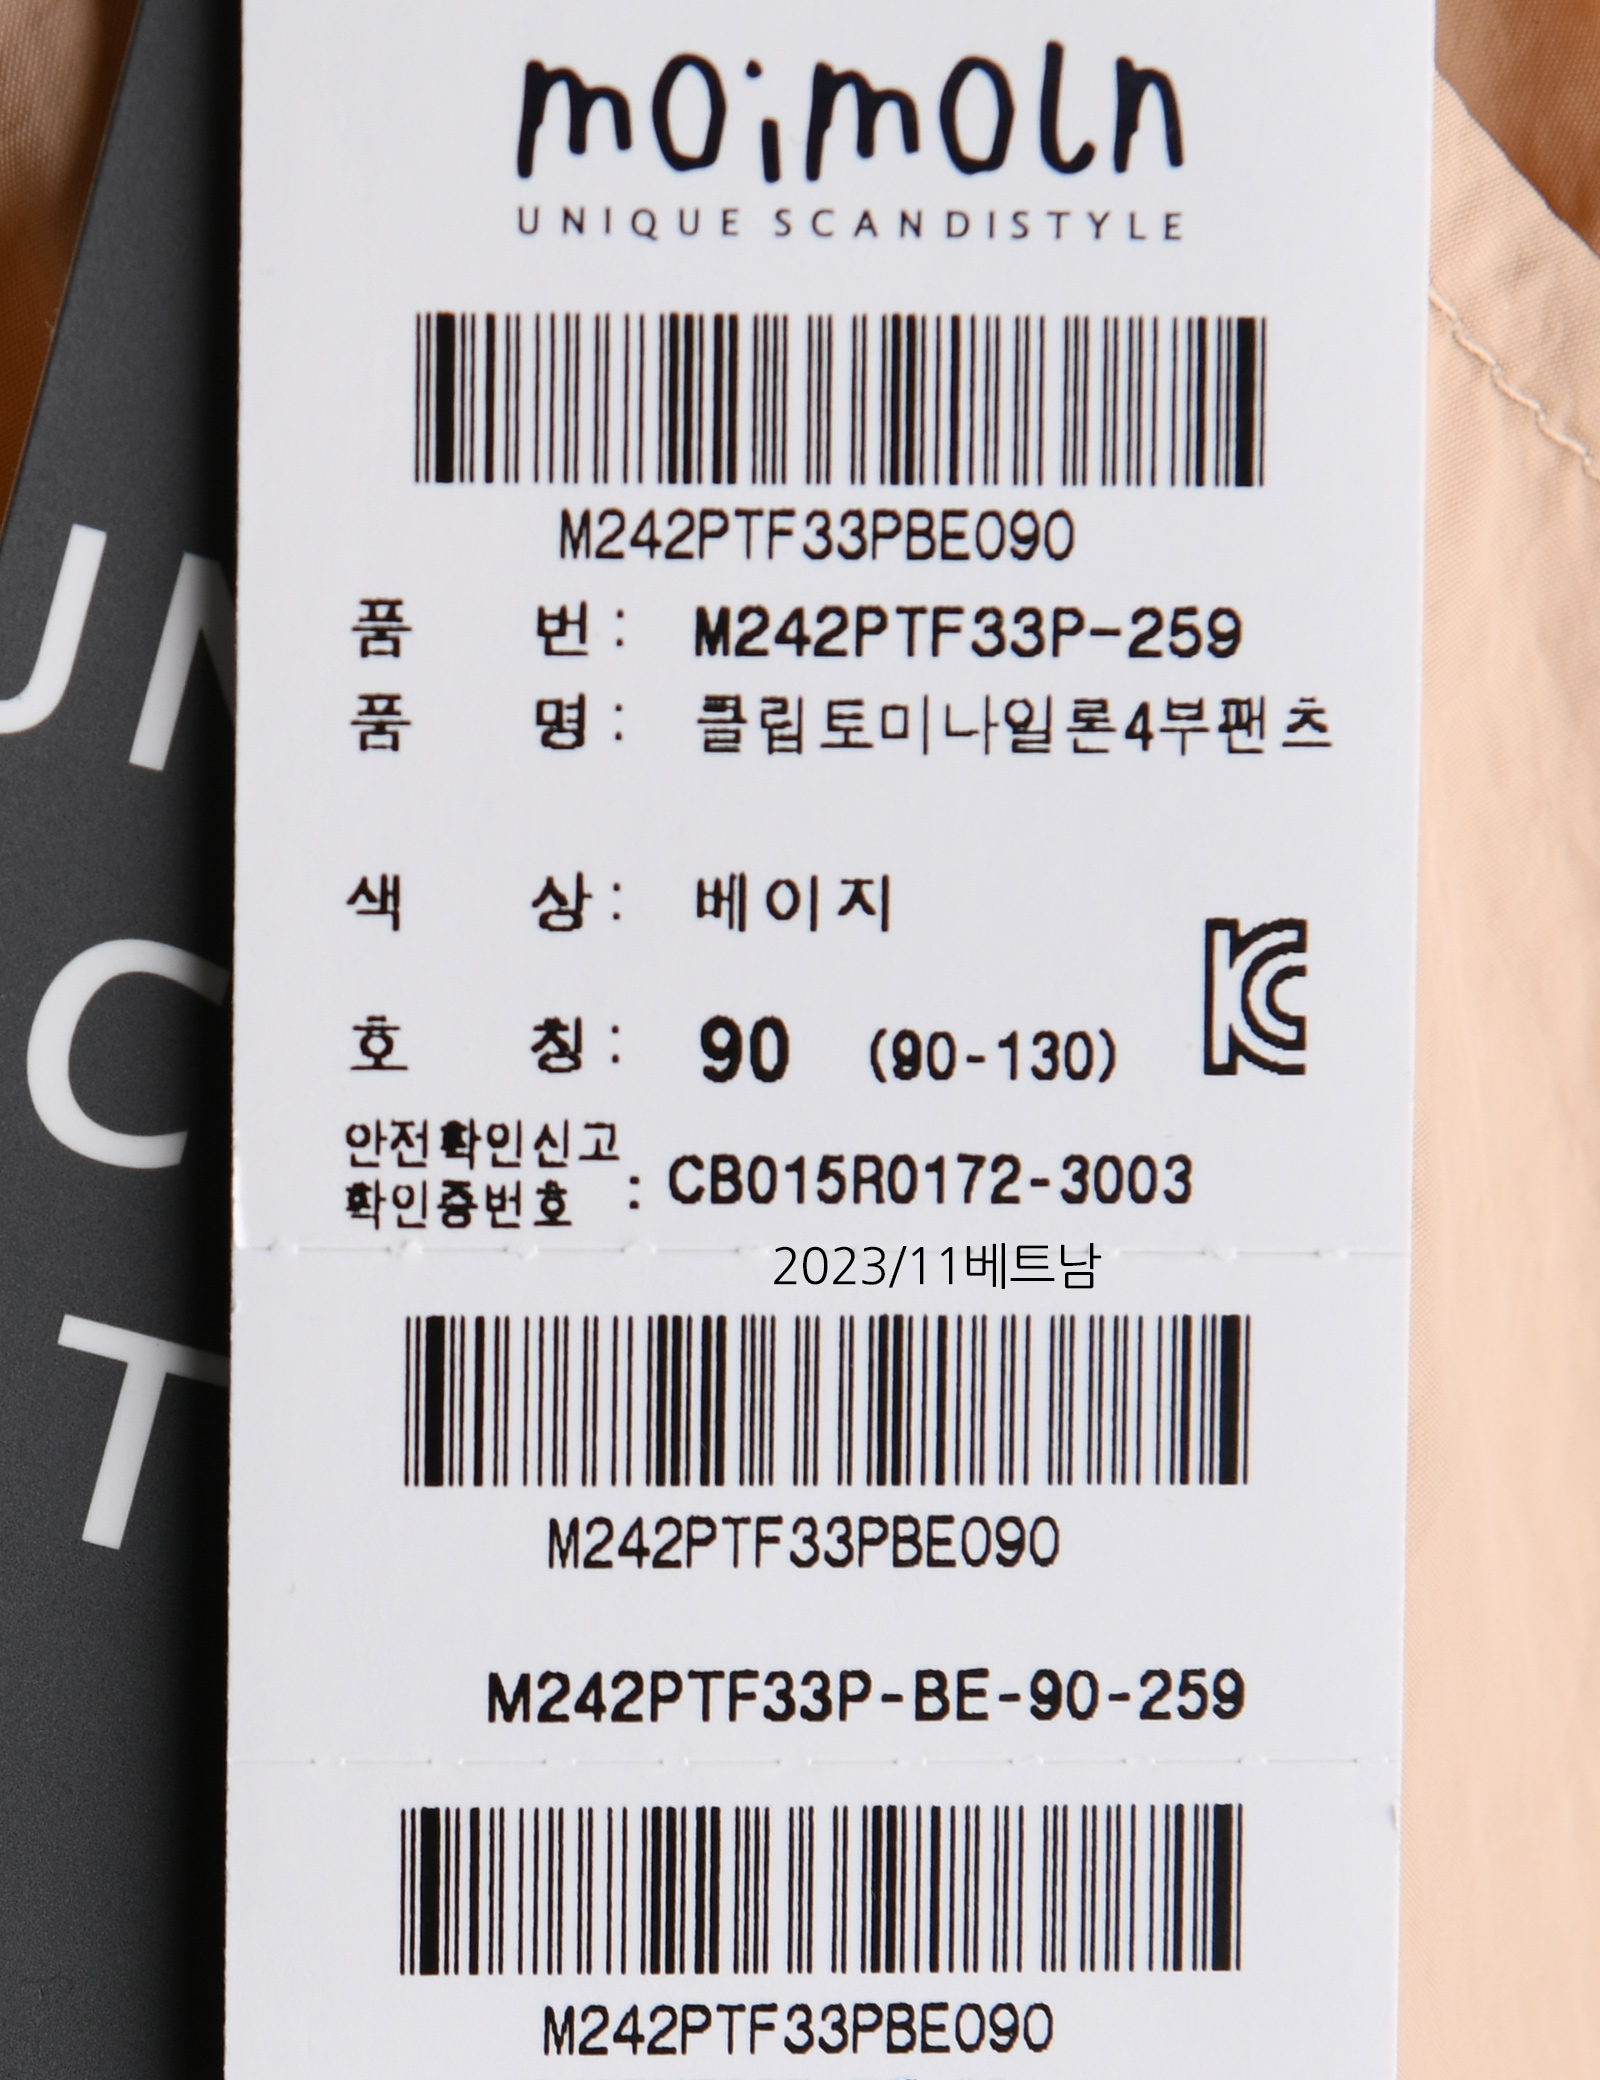 moimoln
UNIQUE SCANDISTYLE
M242PTF33PBE090
품 번 : M242PTF33P-259
품 명 : 클립토미나일론4부팬츠
색 상 : 베이지
호 칭 : 90 (90-130)
안전확인신고
확인증번호 : CB015R0172-3003
2023/11베트남
M242PTF33PBE090
M242PTF33P-BE-90-259
M242PTF33PBE090
UN
C
T